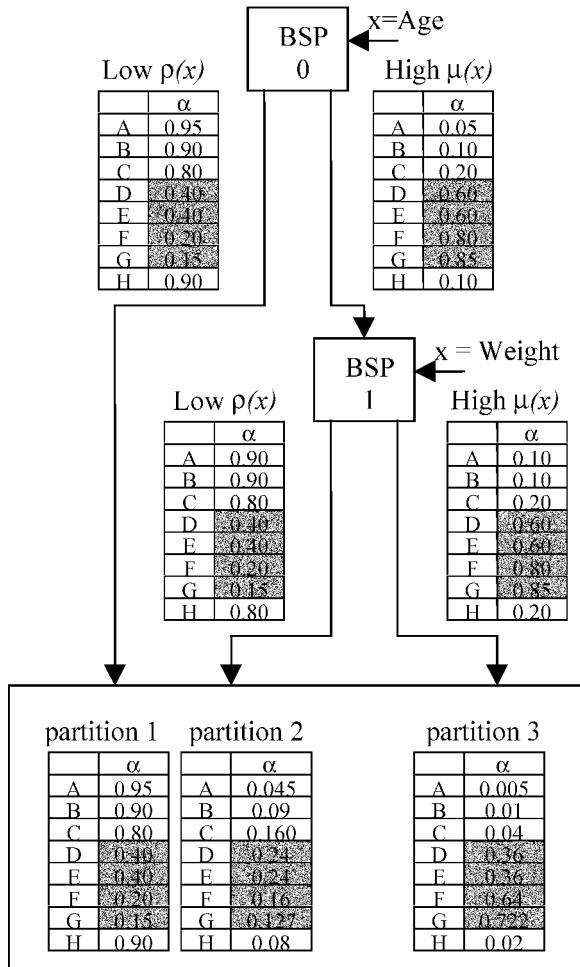 BSP
0
x=Age
Low ρ(x)
α
A 0.95
B 0.90
C 0.80
D 0.40
E 0.40
F 0.20
G 0.15
H 0.90
High μ(x)
α
A 0.05
B 0.10
C 0.20
D 0.60
E 0.60
F 0.80
G 0.85
H 0.10
BSP
1
x = Weight
Low ρ(x)
α
A 0.90
B 0.90
C 0.80
D 0.40
E 0.40
F 0.20
G 0.15
H 0.80
High μ(x)
α
A 0.10
B 0.10
C 0.20
D 0.60
E 0.60
F 0.80
G 0.85
H 0.20
partition 1
α
A 0.95
B 0.90
C 0.80
D 0.40
E 0.40
F 0.20
G 0.15
H 0.90
partition 2
α
A 0.045
B 0.09
C 0.160
D 0.24
E 0.24
F 0.16
G 0.127
H 0.08
partition 3
α
A 0.005
B 0.01
C 0.04
D 0.36
E 0.36
F 0.64
G 0.722
H 0.02